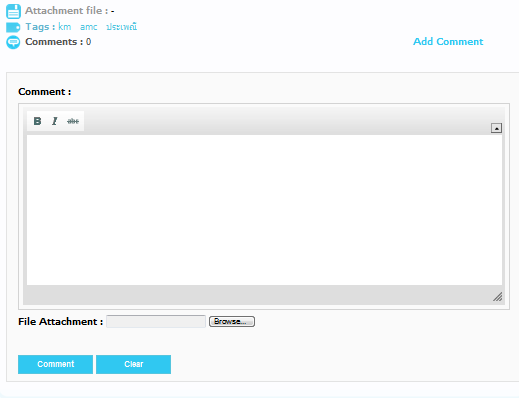 Attachment file : -
Tags : km amc ประเพณี
Comments : 0 Add Comment
Comment :
B I abc
File Attachment : Browse...
Comment Clear